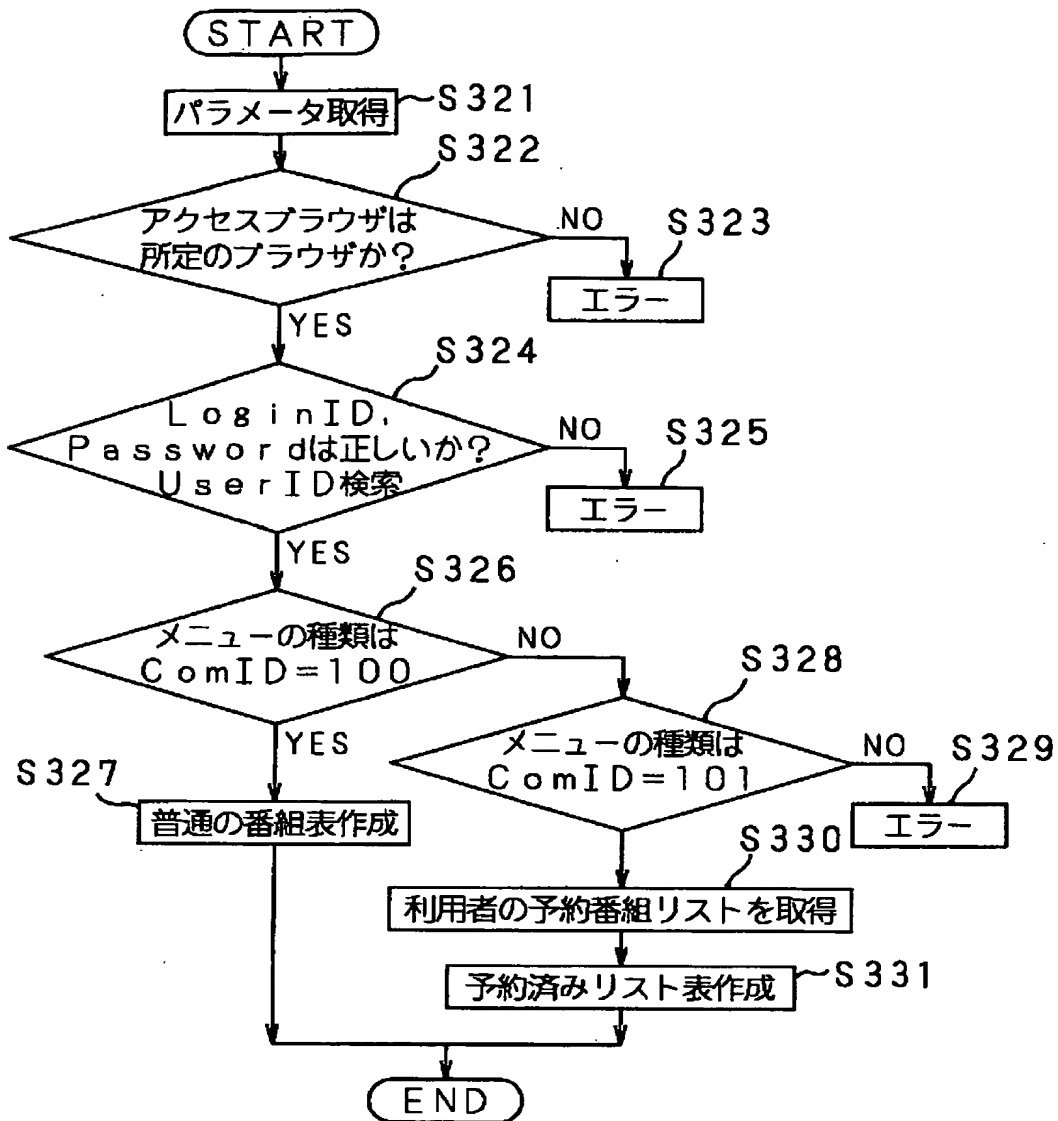 START
パラメータ取得
S321
S322
アクセスブラウザは
所定のブラウザか？
NO
S323
エラー
YES
S324
LoginID,
Passwordは正しいか？
UserID検索
NO
S325
エラー
YES
S326
メニューの種類は
ComID=100
NO
S328
YES
メニューの種類は
ComID=101
NO
S329
エラー
S327
普通の番組表作成
S330
利用者の予約番組リストを取得
予約済みリスト表作成
S331
END